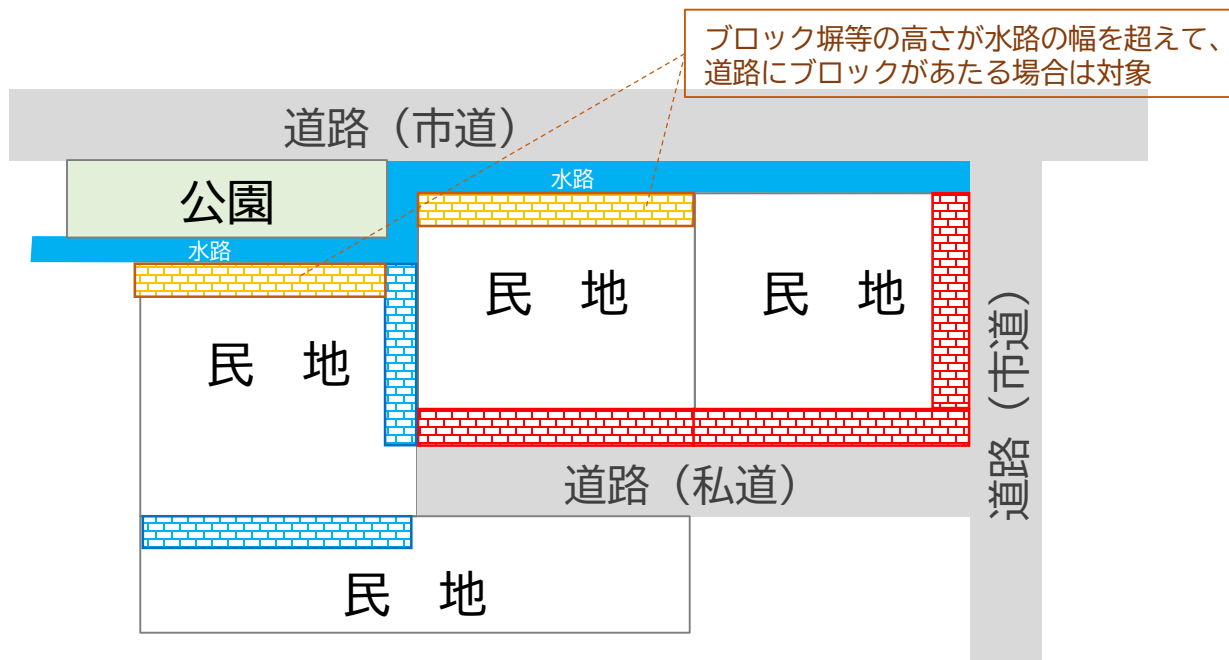 ブロック塀等の高さが水路の幅を超えて、
道路にブロックがあたる場合は対象
道路（市道）
公園
水路
水路
民　地
民　地
民　地
道路（市道）
道路（私道）
民　地